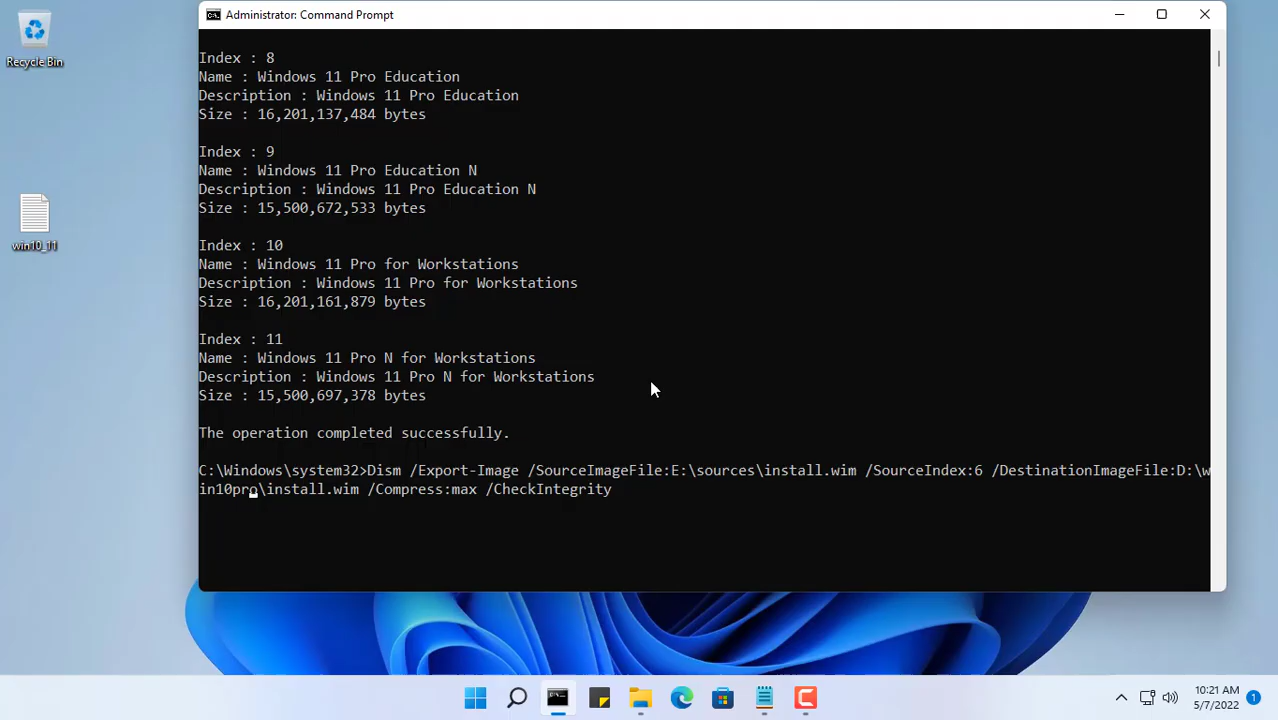 Recycle Bin
win10_11
Administrator: Command Prompt
Index : 8
Name : Windows 11 Pro Education
Description : Windows 11 Pro Education
Size : 16,201,137,484 bytes
Index : 9
Name : Windows 11 Pro Education N
Description : Windows 11 Pro Education N
Size : 15,500,672,533 bytes
Index : 10
Name : Windows 11 Pro for Workstations
Description : Windows 11 Pro for Workstations
Size : 16,201,161,879 bytes
Index : 11
Name : Windows 11 Pro N for Workstations
Description : Windows 11 Pro N for Workstations
Size : 15,500,697,378 bytes
The operation completed successfully.
C:\Windows\system32>Dism /Export-Image /SourceImageFile:E:\sources\install.wim /SourceIndex:6 /DestinationImageFile:D:\w
in10pro\install.wim /Compress:max /CheckIntegrity
10:21 AM
5/7/2022
1